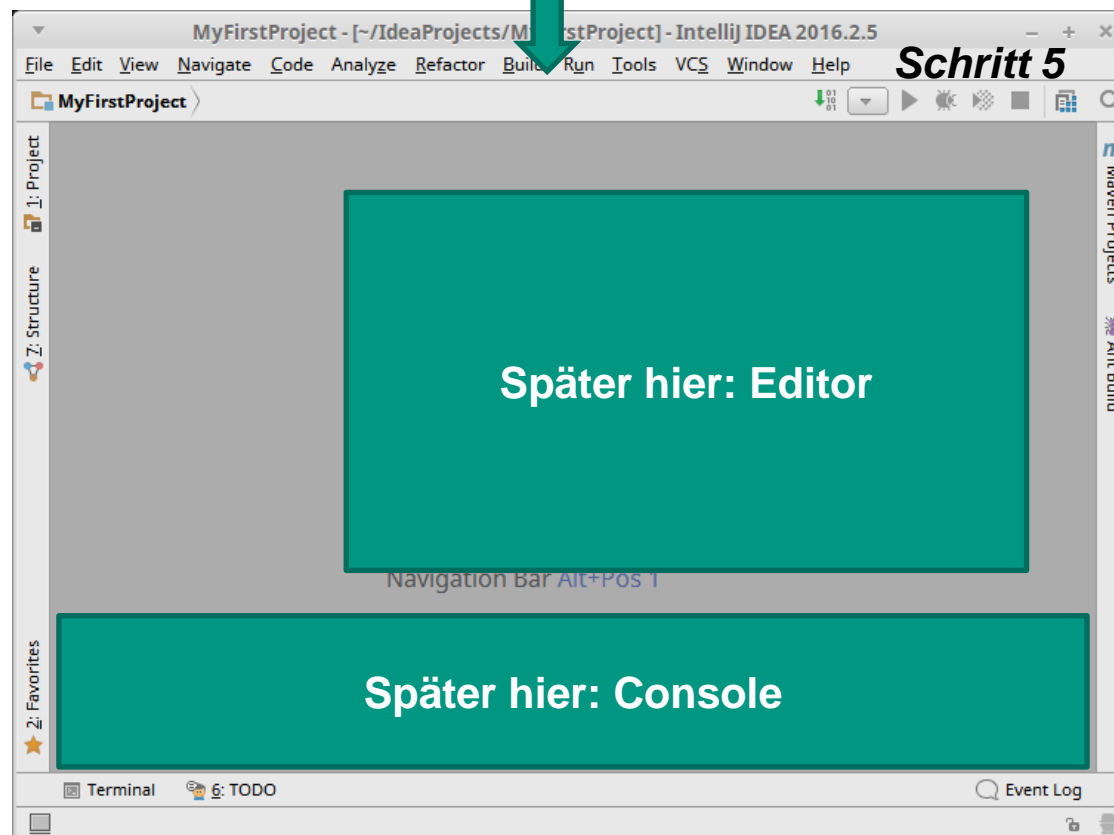 MyFirstProject - [~/IdeaProjects/M stProject] - IntelliJ IDEA 2016.2.5
File Edit View Navigate Code Analyze Refactor Build Run Tools VCS Window Help
Schritt 5
MyFirstProject
1: Project
7: Structure
2: Favorites
Maven Projects
Ant Build
Später hier: Editor
Navigation Bar Alt+Pos 1
Später hier: Console
Terminal 6: TODO Event Log